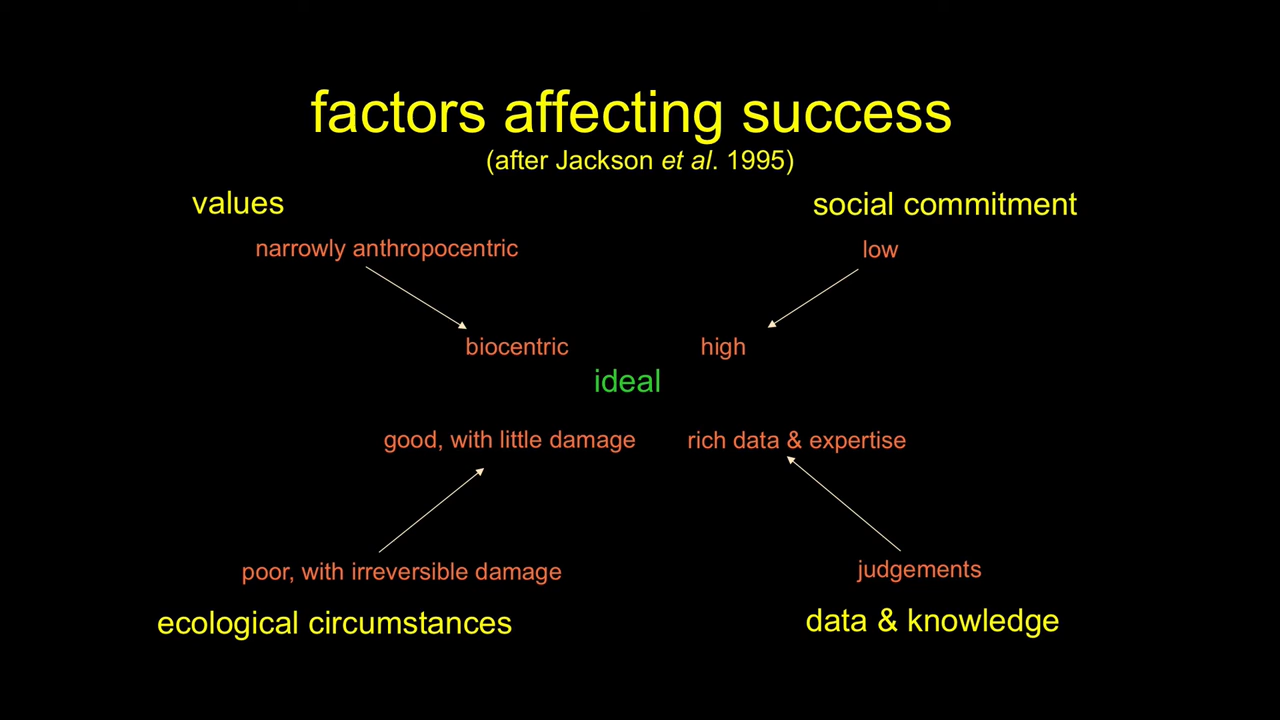 factors affecting success
(after Jackson et al. 1995)
values
social commitment
narrowly anthropocentric
low
biocentric
high
ideal
good, with little damage
rich data & expertise
poor, with irreversible damage
judgements
ecological circumstances
data & knowledge